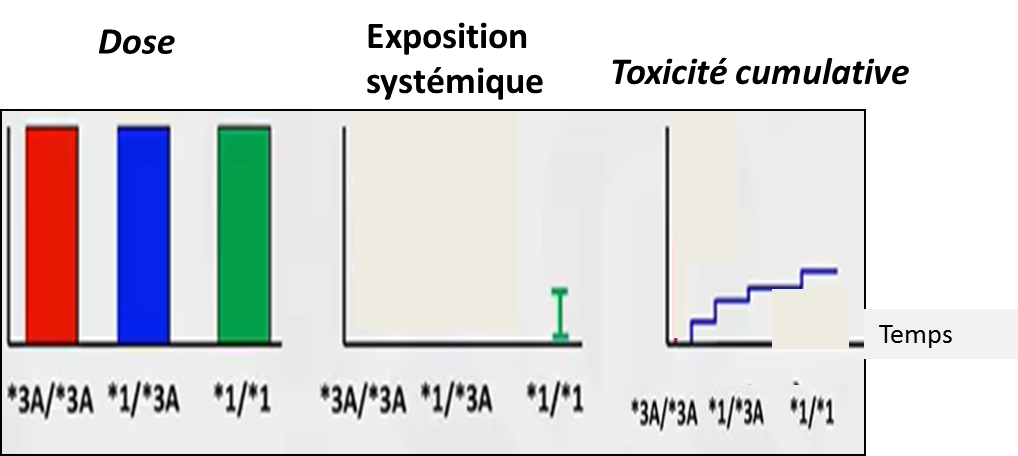 Dose
Exposition
systémique
Toxicité cumulative
Temps
*3A/*3A *1/*3A *1/*1
*3A/*3A *1/*3A *1/*1
*3A/*3A *1/*3A *1/*1